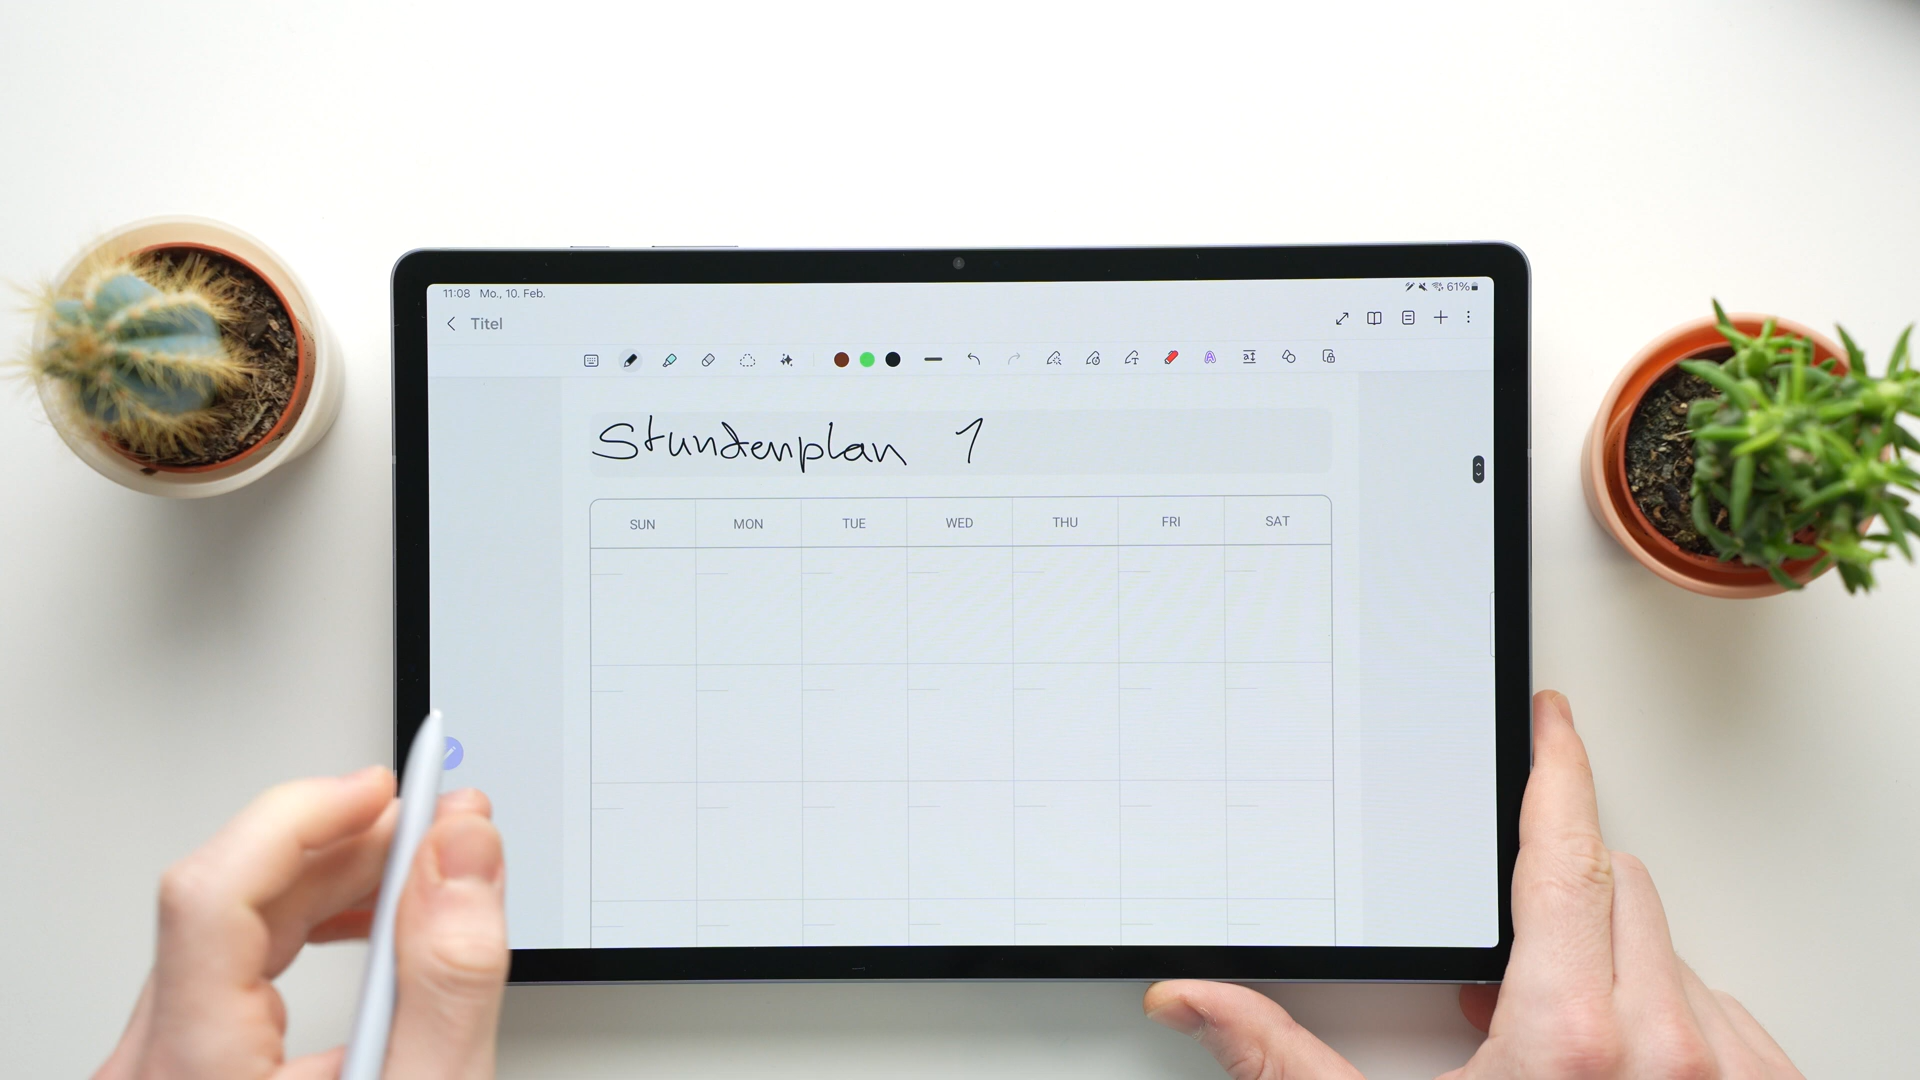 11:08 Mo., 10. Feb. 61%
Titel
Stundenplan 1
SUN MON TUE WED THU FRI SAT